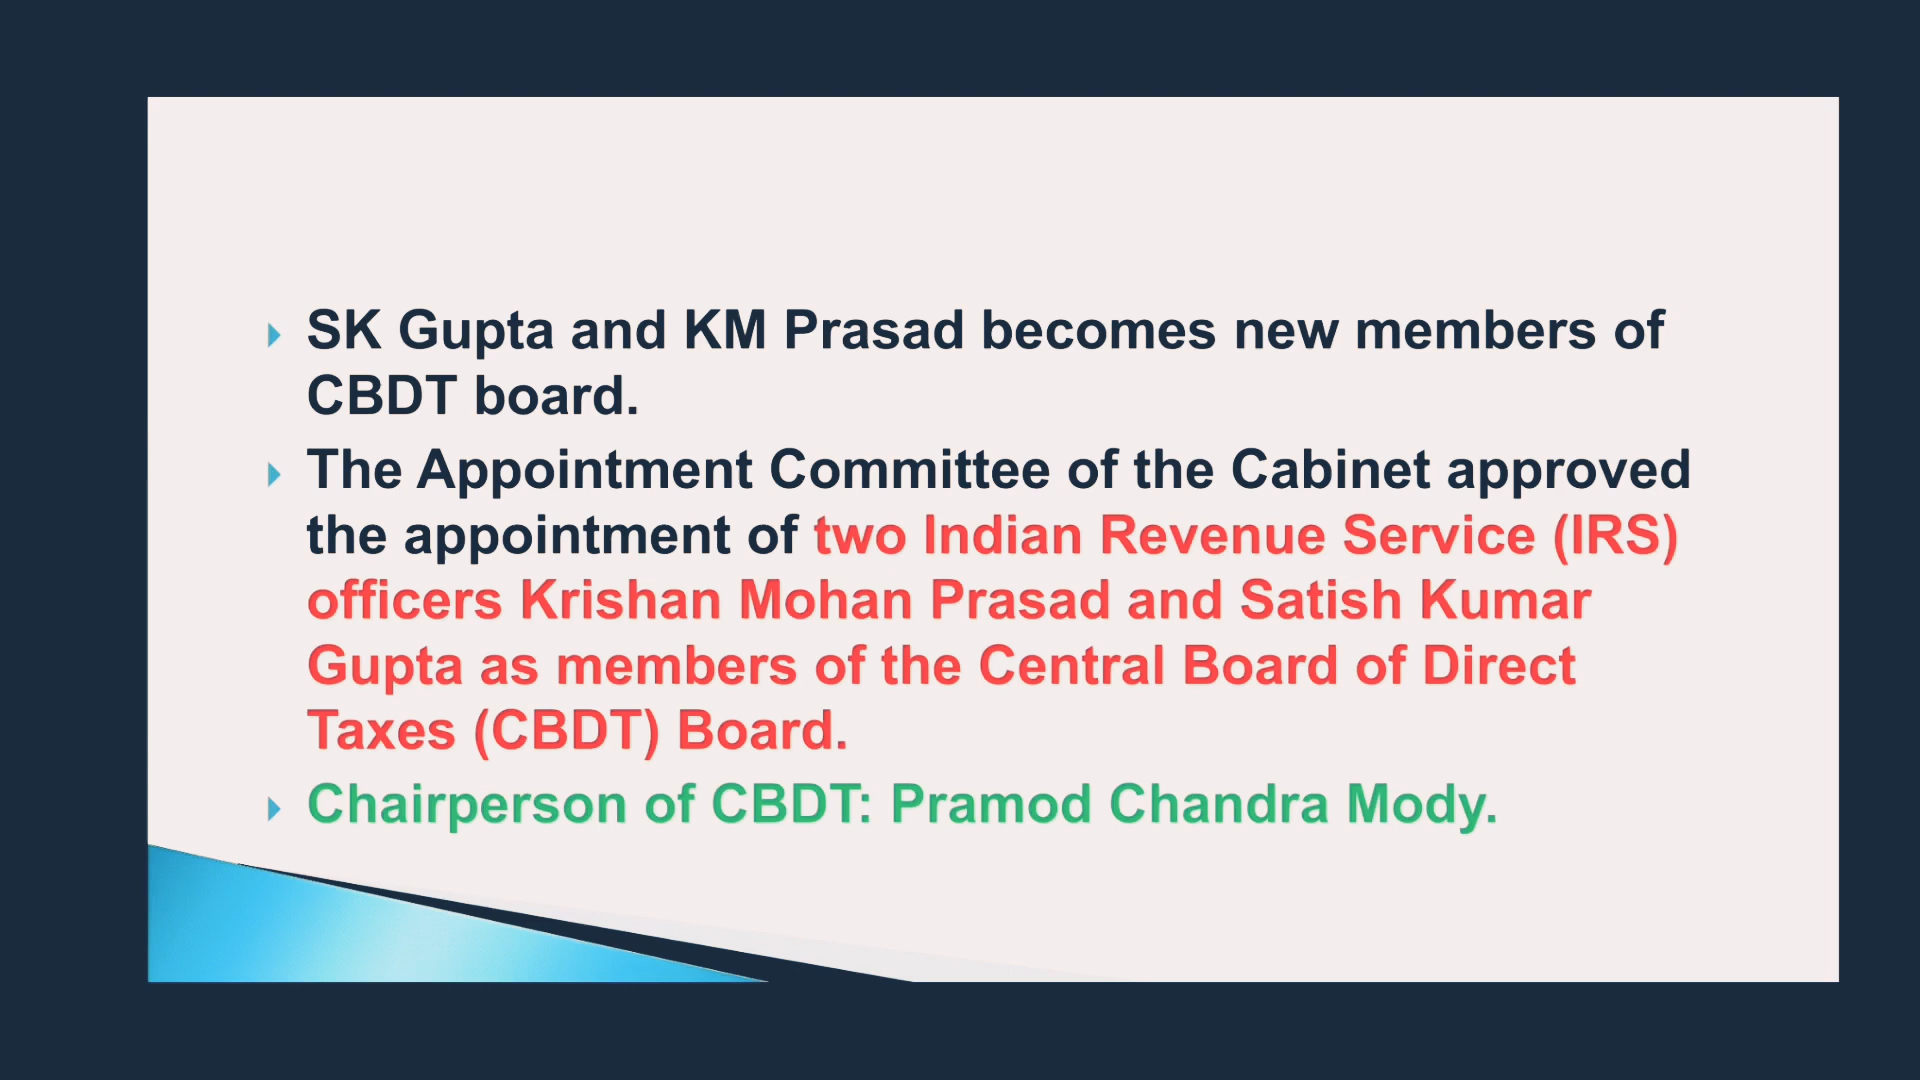 SK Gupta and KM Prasad becomes new members of
CBDT board.
The Appointment Committee of the Cabinet approved
the appointment of two Indian Revenue Service (IRS)
officers Krishan Mohan Prasad and Satish Kumar
Gupta as members of the Central Board of Direct
Taxes (CBDT) Board.
Chairperson of CBDT: Pramod Chandra Mody.